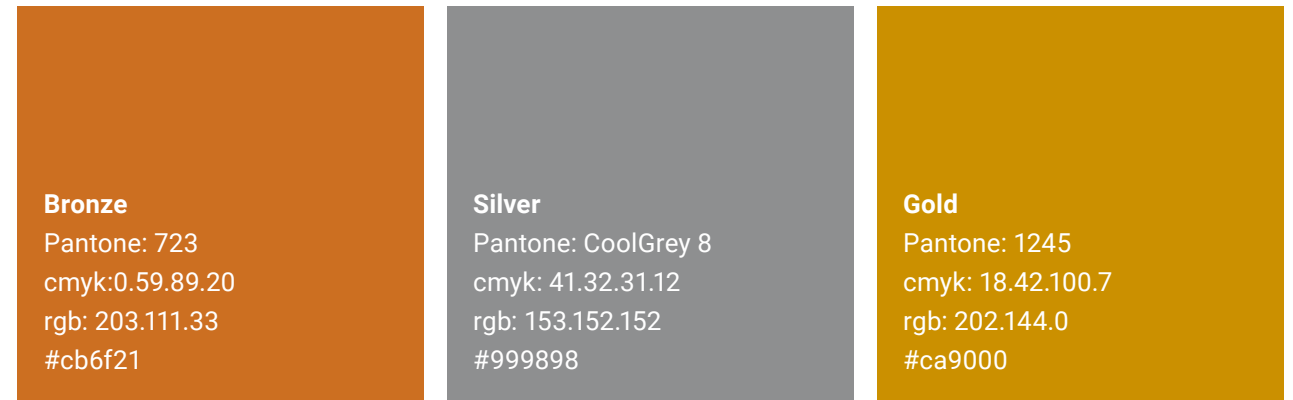 Bronze
Pantone: 723
cmyk:0.59.89.20
rgb: 203.111.33
#cb6f21
Silver
Pantone: CoolGrey 8
cmyk: 41.32.31.12
rgb: 153.152.152
#999898
Gold
Pantone: 1245
cmyk: 18.42.100.7
rgb: 202.144.0
#ca9000